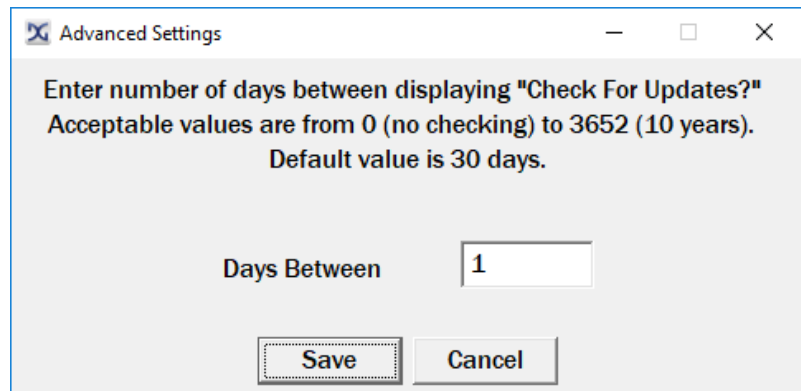 Advanced Settings
Enter number of days between displaying "Check For Updates?"
Acceptable values are from 0 (no checking) to 3652 (10 years).
Default value is 30 days.
Days Between 1
Save Cancel